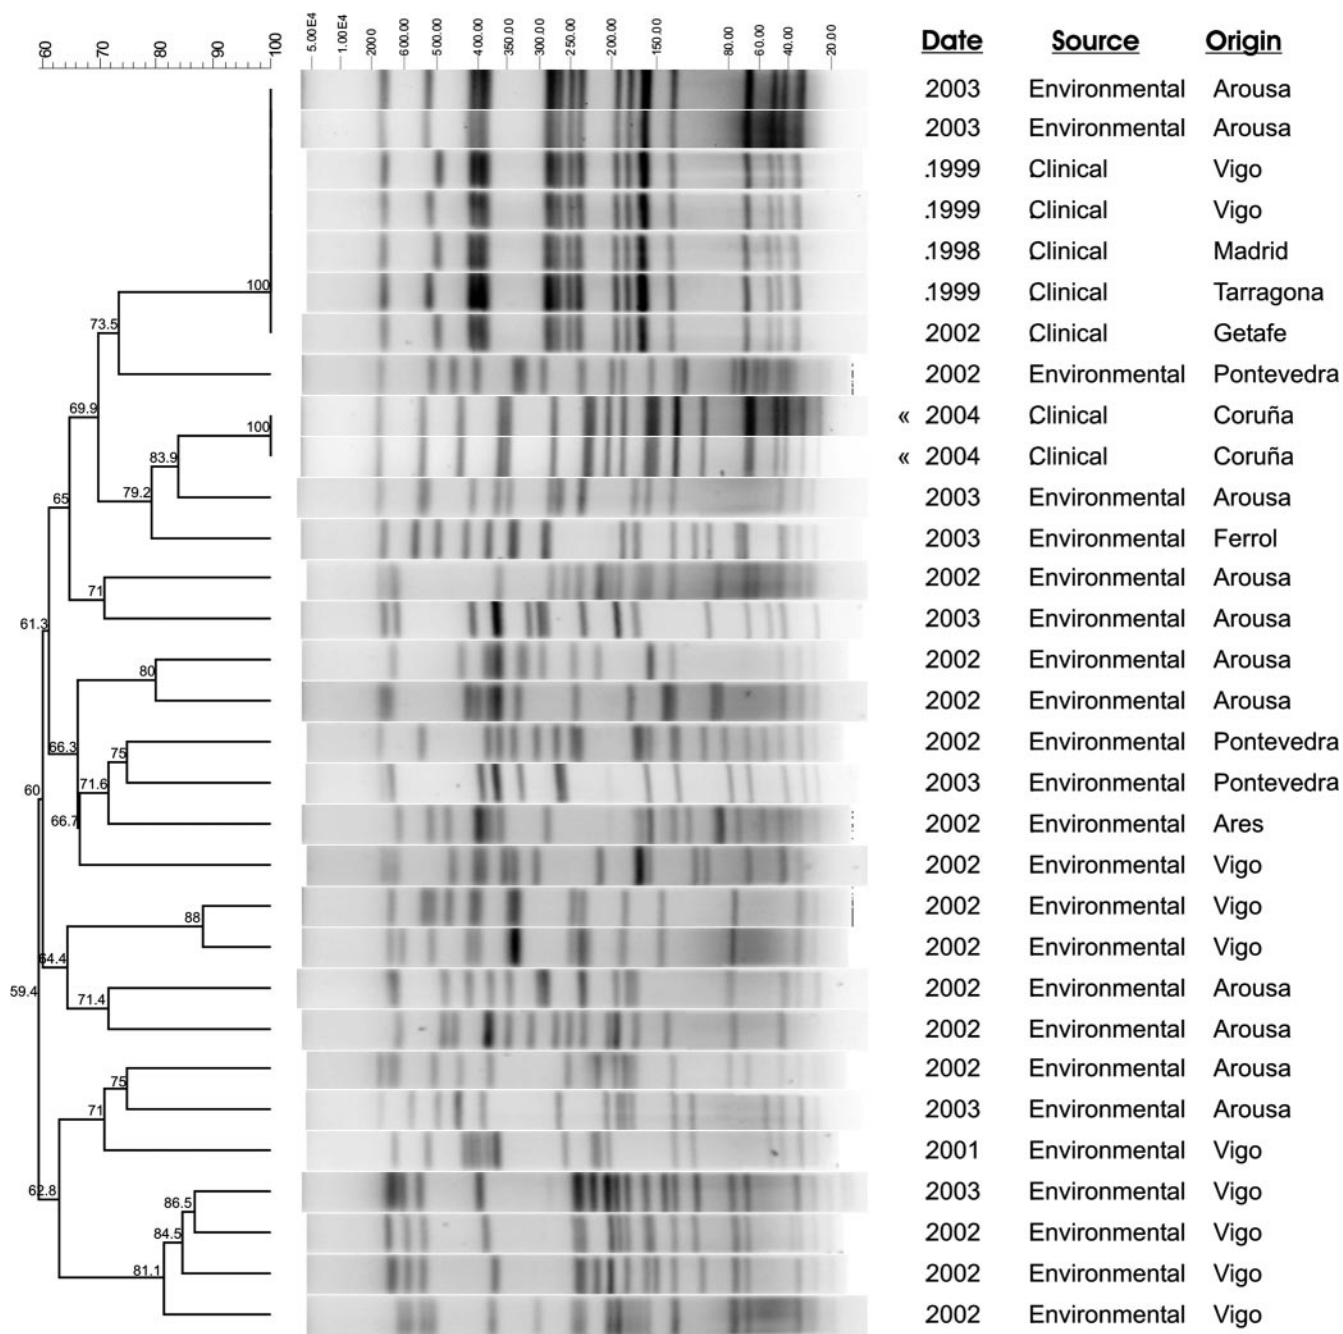 60 70 80 90 100 5.00E4 1.00E4 200.0 600.00 500.00 400.00 350.00 300.0 250.00 200.00 150.0 80.00 60.00 40.00 20.00 Date Source Origin
2003 Environmental Arousa
2003 Environmental Arousa
.1999 Clinical Vigo
.1999 Clinical Vigo
.1998 Clinical Madrid
100 .1999 Clinical Tarragona
73.5 2002 Clinical Getafe
2002 Environmental Pontevedra
69.9 « 2004 Clinical Coruña
100
83.9 « 2004 Clinical Coruña
79.2 65 2003 Environmental Arousa
2003 Environmental Ferrol
71 2002 Environmental Arousa
61.3 2003 Environmental Arousa
80 2002 Environmental Arousa
2002 Environmental Arousa
66.3 75 2002 Environmental Pontevedra
60 71.6 2003 Environmental Pontevedra
66.7 2002 Environmental Ares
2002 Environmental Vigo
88 2002 Environmental Vigo
64.4 2002 Environmental Vigo
59.4 71.4 2002 Environmental Arousa
2002 Environmental Arousa
75 2002 Environmental Arousa
71 2003 Environmental Arousa
2001 Environmental Vigo
62.8 86.5 2003 Environmental Vigo
84.5 2002 Environmental Vigo
81.1 2002 Environmental Vigo
2002 Environmental Vigo